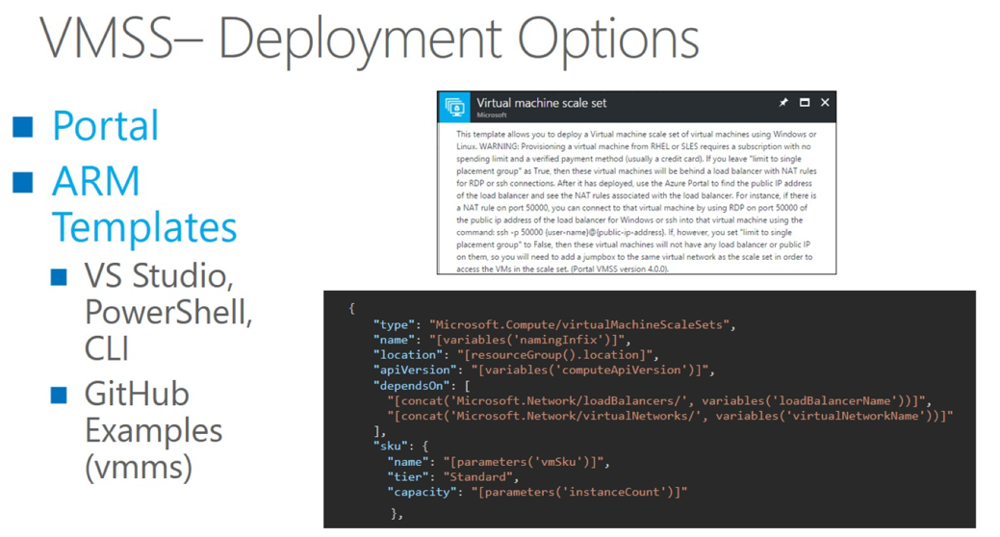 VMSS– Deployment Options
Portal
ARM
Templates
VS Studio,
PowerShell,
CLI
GitHub
Examples
(vmms)
Virtual machine scale set
Microsoft
This template allows you to deploy a Virtual machine scale set of virtual machines using Windows or
Linux. WARNING: Provisioning a virtual machine from RHEL or SLES requires a subscription with no
spending limit and a verified payment method (usually a credit card). If you leave "limit to single
placement group" as True, then these virtual machines will be behind a load balancer with NAT rules
for RDP or ssh connections. After it has deployed, use the Azure Portal to find the public IP address
of the load balancer and see the NAT rules associated with the load balancer. For instance, if there is
a NAT rule on port 50000, you can connect to that virtual machine by using RDP on port 50000 of
the public ip address of the load balancer for Windows or ssh into that virtual machine using the
command: ssh -p 50000 {user-name}@{public-ip-address}. If, however, you set "limit to single
placement group" to False, then these virtual machines will not have any load balancer or public IP
on them, so you will need to add a jumpbox to the same virtual network as the scale set in order to
access the VMs in the scale set. (Portal VMSS version 4.0.0).
{
"type": "Microsoft.Compute/virtualMachineScaleSets",
"name": "[variables('namingInfix')]",
"location": "[resourceGroup().location]",
"apiVersion": "[variables('computeApiVersion')]",
"dependsOn": [
"[concat('Microsoft.Network/loadBalancers/', variables('loadBalancerName'))]",
"[concat('Microsoft.Network/virtualNetworks/', variables('virtualNetworkName'))]"
],
"sku": {
"name": "[parameters('vmSku')]",
"tier": "Standard",
"capacity": "[parameters('instanceCount')]"
},